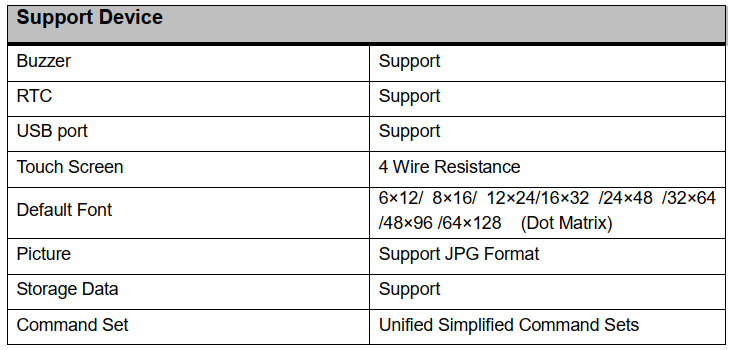 Support Device
Buzzer Support
RTC Support
USB port Support
Touch Screen 4 Wire Resistance
Default Font 6×12/ 8×16/ 12×24/16×32 /24×48 /32×64
/48×96 /64×128 (Dot Matrix)
Picture Support JPG Format
Storage Data Support
Command Set Unified Simplified Command Sets